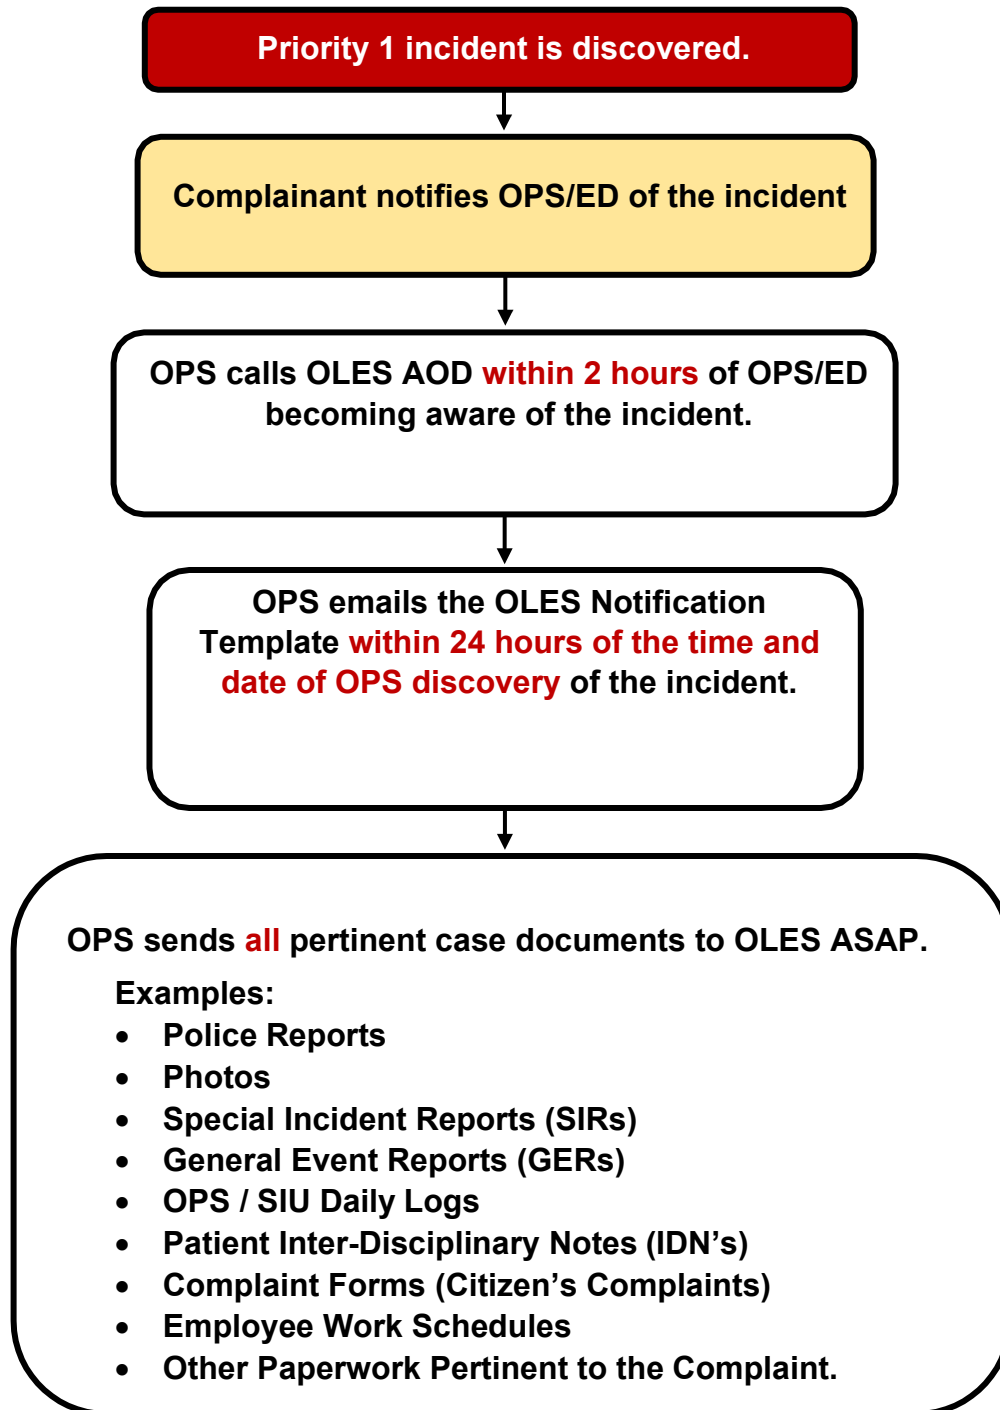 Priority 1 incident is discovered.
Complainant notifies OPS/ED of the incident
OPS calls OLES AOD within 2 hours of OPS/ED
becoming aware of the incident.
OPS emails the OLES Notification
Template within 24 hours of the time and
date of OPS discovery of the incident.
OPS sends all pertinent case documents to OLES ASAP.
Examples:
• Police Reports
• Photos
• Special Incident Reports (SIRs)
• General Event Reports (GERs)
• OPS / SIU Daily Logs
• Patient Inter-Disciplinary Notes (IDN’s)
• Complaint Forms (Citizen’s Complaints)
• Employee Work Schedules
• Other Paperwork Pertinent to the Complaint.